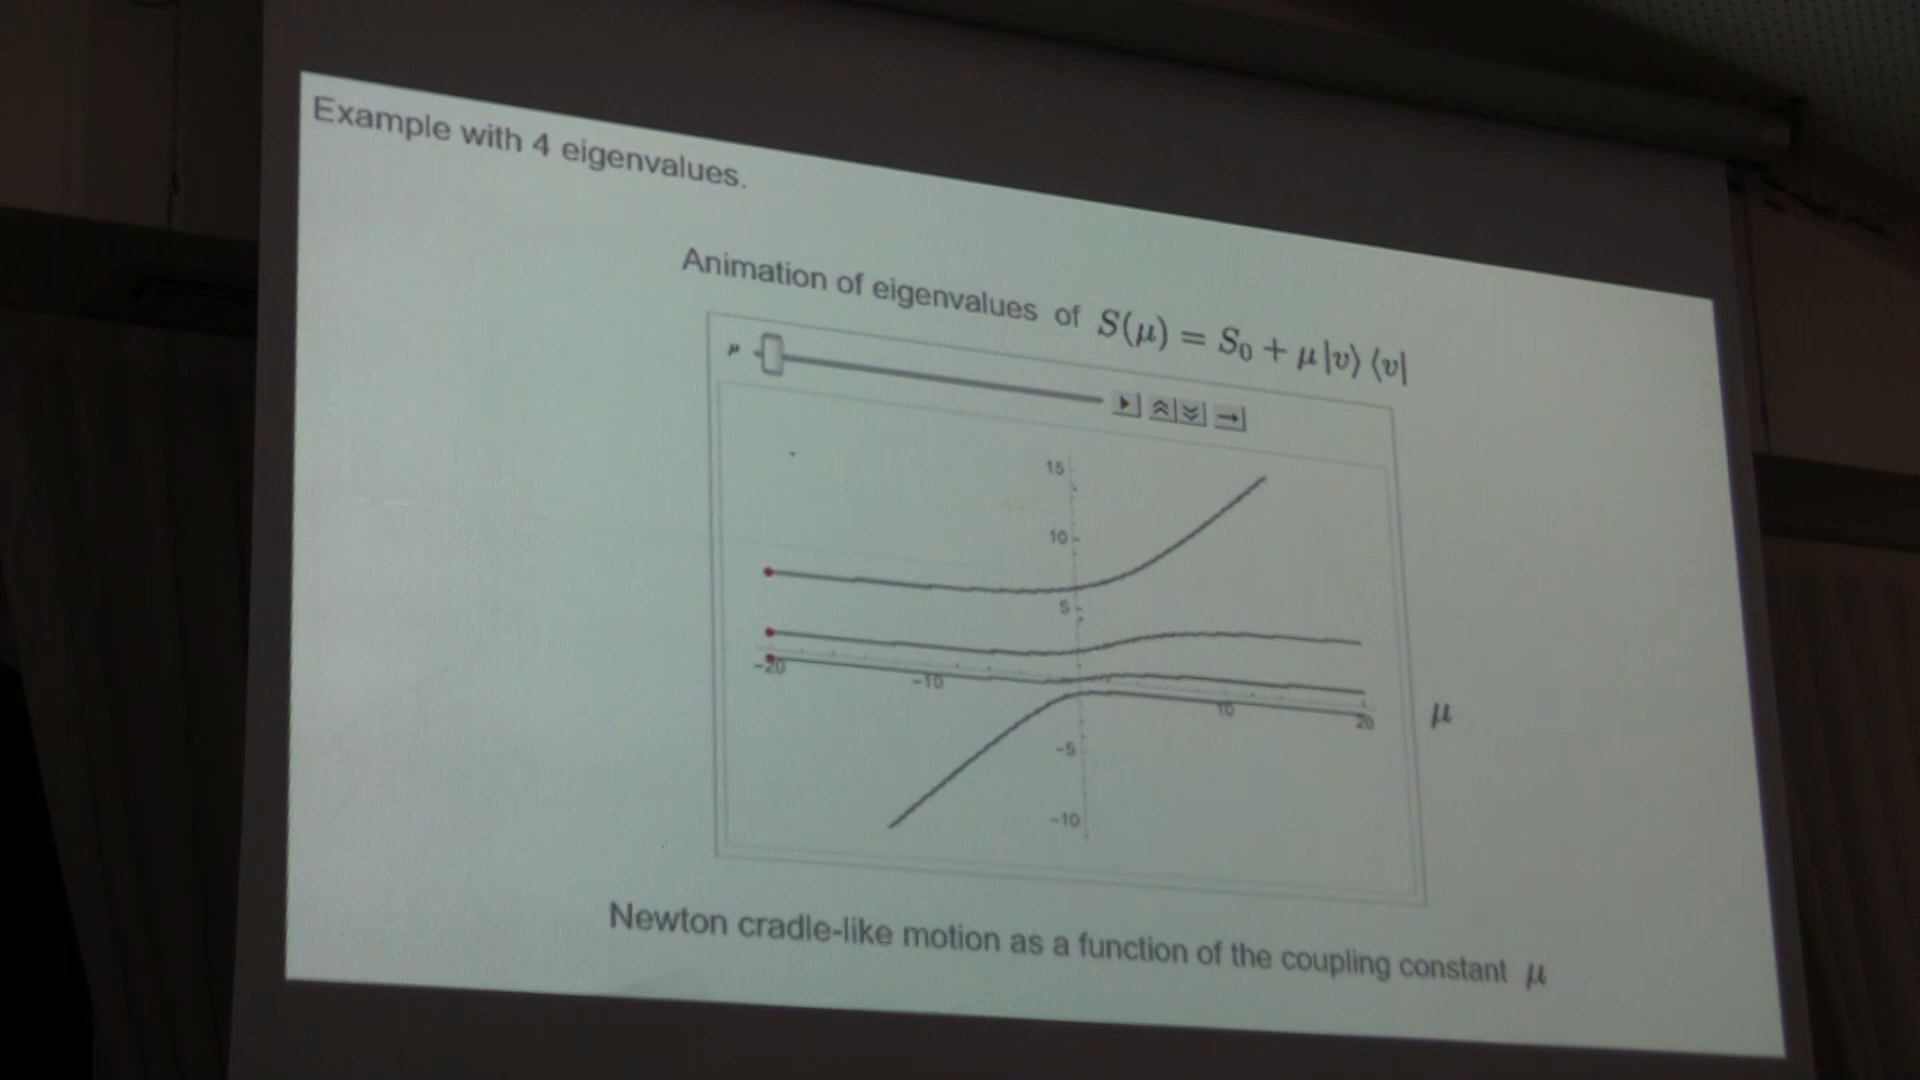 Example with 4 eigenvalues.
Animation of eigenvalues of S(μ) = S₀ + μ|v⟩⟨v|
μ
15
10
5
-20
-10
10
20
μ
-5
-10
Newton cradle-like motion as a function of the coupling constant μ